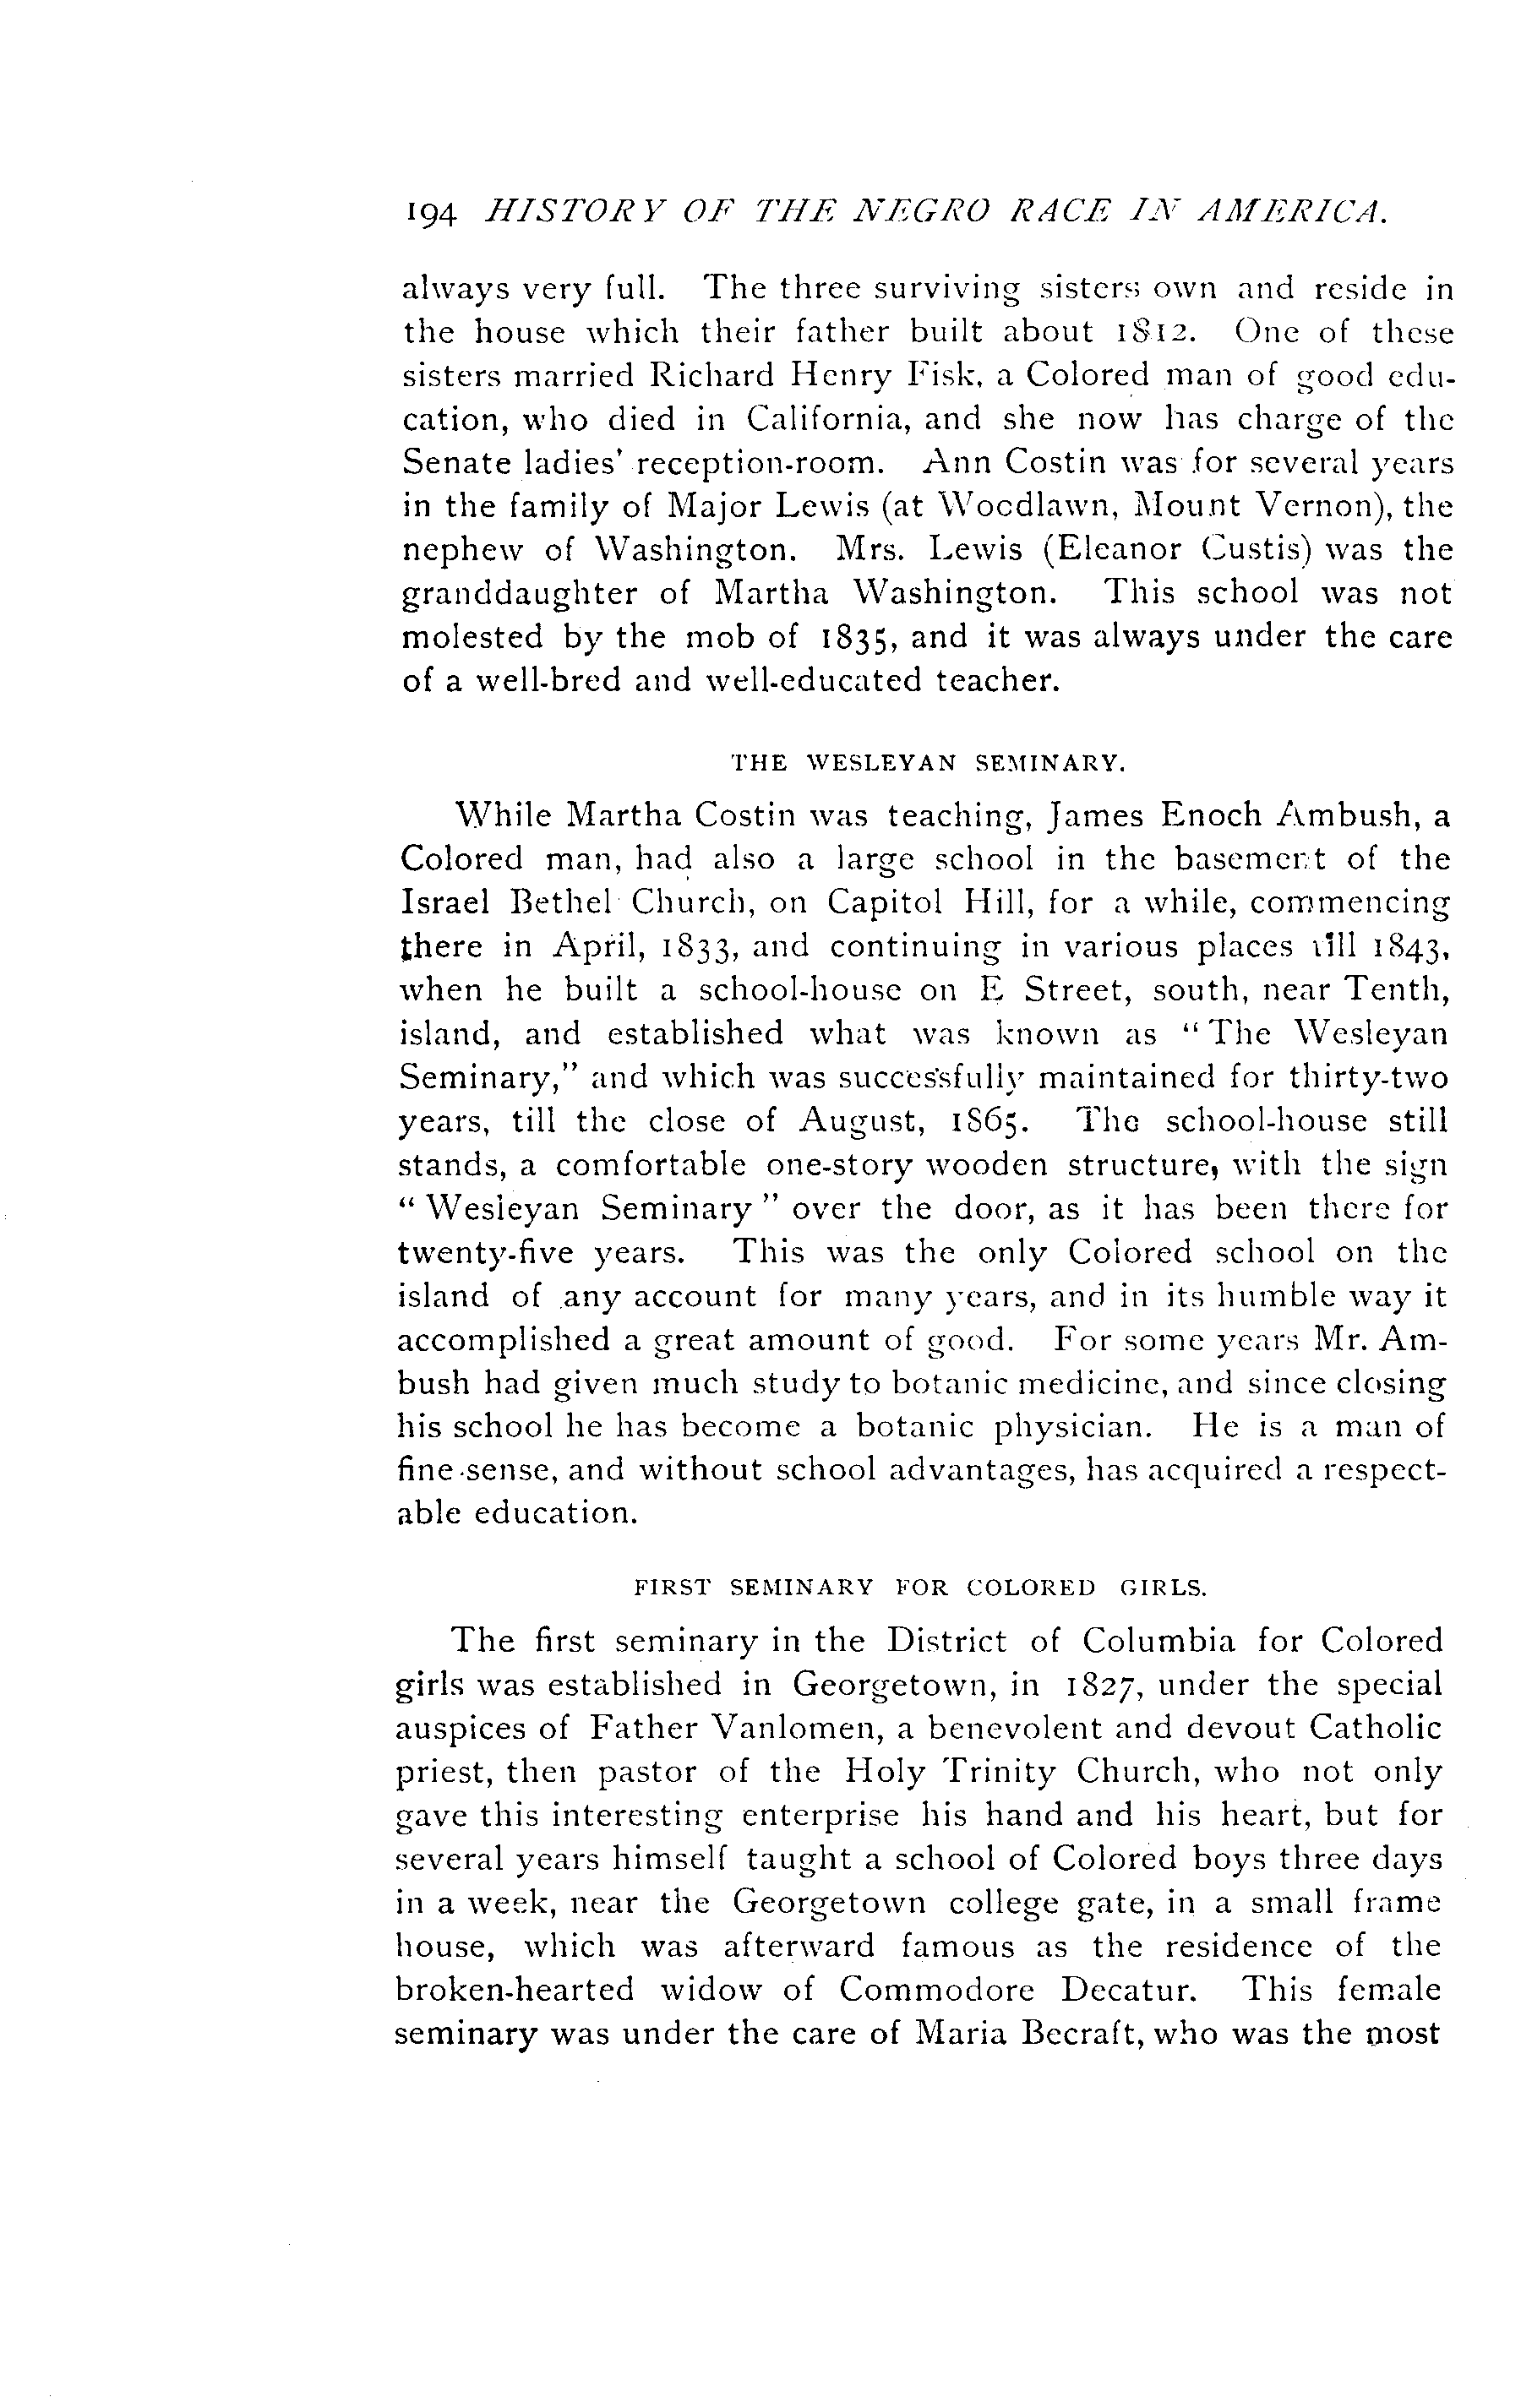 194 HISTORY OF THE NEGRO RACE IN AMERICA.
always very full. The three surviving sisters own and reside in
the house which their father built about 1812. One of these
sisters married Richard Henry Fisk, a Colored man of good edu-
cation, who died in California, and she now has charge of the
Senate ladies' reception-room. Ann Costin was for several years
in the family of Major Lewis (at Woodlawn, Mount Vernon), the
nephew of Washington. Mrs. Lewis (Eleanor Custis) was the
granddaughter of Martha Washington. This school was not
molested by the mob of 1835, and it was always under the care
of a well-bred and well-educated teacher.
THE WESLEYAN SEMINARY.
While Martha Costin was teaching, James Enoch Ambush, a
Colored man, had also a large school in the basement of the
Israel Bethel Church, on Capitol Hill, for a while, commencing
there in April, 1833, and continuing in various places till 1843,
when he built a school-house on E Street, south, near Tenth,
island, and established what was known as "The Wesleyan
Seminary," and which was successfully maintained for thirty-two
years, till the close of August, 1865. The school-house still
stands, a comfortable one-story wooden structure, with the sign
"Wesleyan Seminary" over the door, as it has been there for
twenty-five years. This was the only Colored school on the
island of any account for many years, and in its humble way it
accomplished a great amount of good. For some years Mr. Am-
bush had given much study to botanic medicine, and since closing
his school he has become a botanic physician. He is a man of
fine sense, and without school advantages, has acquired a respect-
able education.
FIRST SEMINARY FOR COLORED GIRLS.
The first seminary in the District of Columbia for Colored
girls was established in Georgetown, in 1827, under the special
auspices of Father Vanlomen, a benevolent and devout Catholic
priest, then pastor of the Holy Trinity Church, who not only
gave this interesting enterprise his hand and his heart, but for
several years himself taught a school of Colored boys three days
in a week, near the Georgetown college gate, in a small frame
house, which was afterward famous as the residence of the
broken-hearted widow of Commodore Decatur. This female
seminary was under the care of Maria Becraft, who was the most